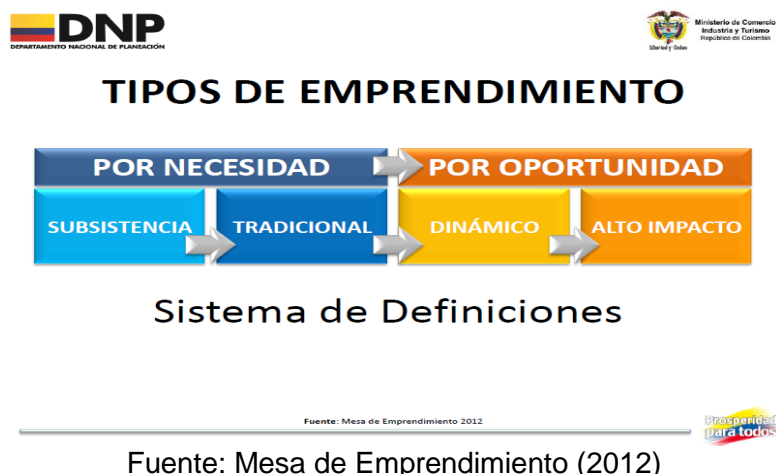 DNP
DEPARTAMENTO NACIONAL DE PLANEACIÓN
Ministerio de Comercio
Industria y Turismo
República de Colombia
Libertad y Orden
TIPOS DE EMPRENDIMIENTO
POR NECESIDAD
POR OPORTUNIDAD
SUBSISTENCIA
TRADICIONAL
DINÁMICO
ALTO IMPACTO
Sistema de Definiciones
Fuente: Mesa de Emprendimiento 2012
Prosperidad
para todos
Fuente: Mesa de Emprendimiento (2012)